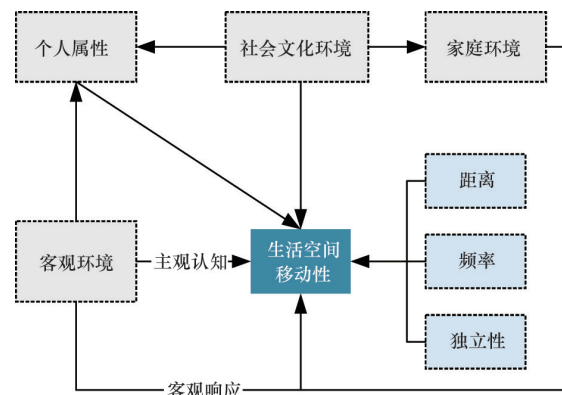 个人属性
社会文化环境
家庭环境
距离
客观环境
主观认知
生活空间
移动性
频率
独立性
客观响应